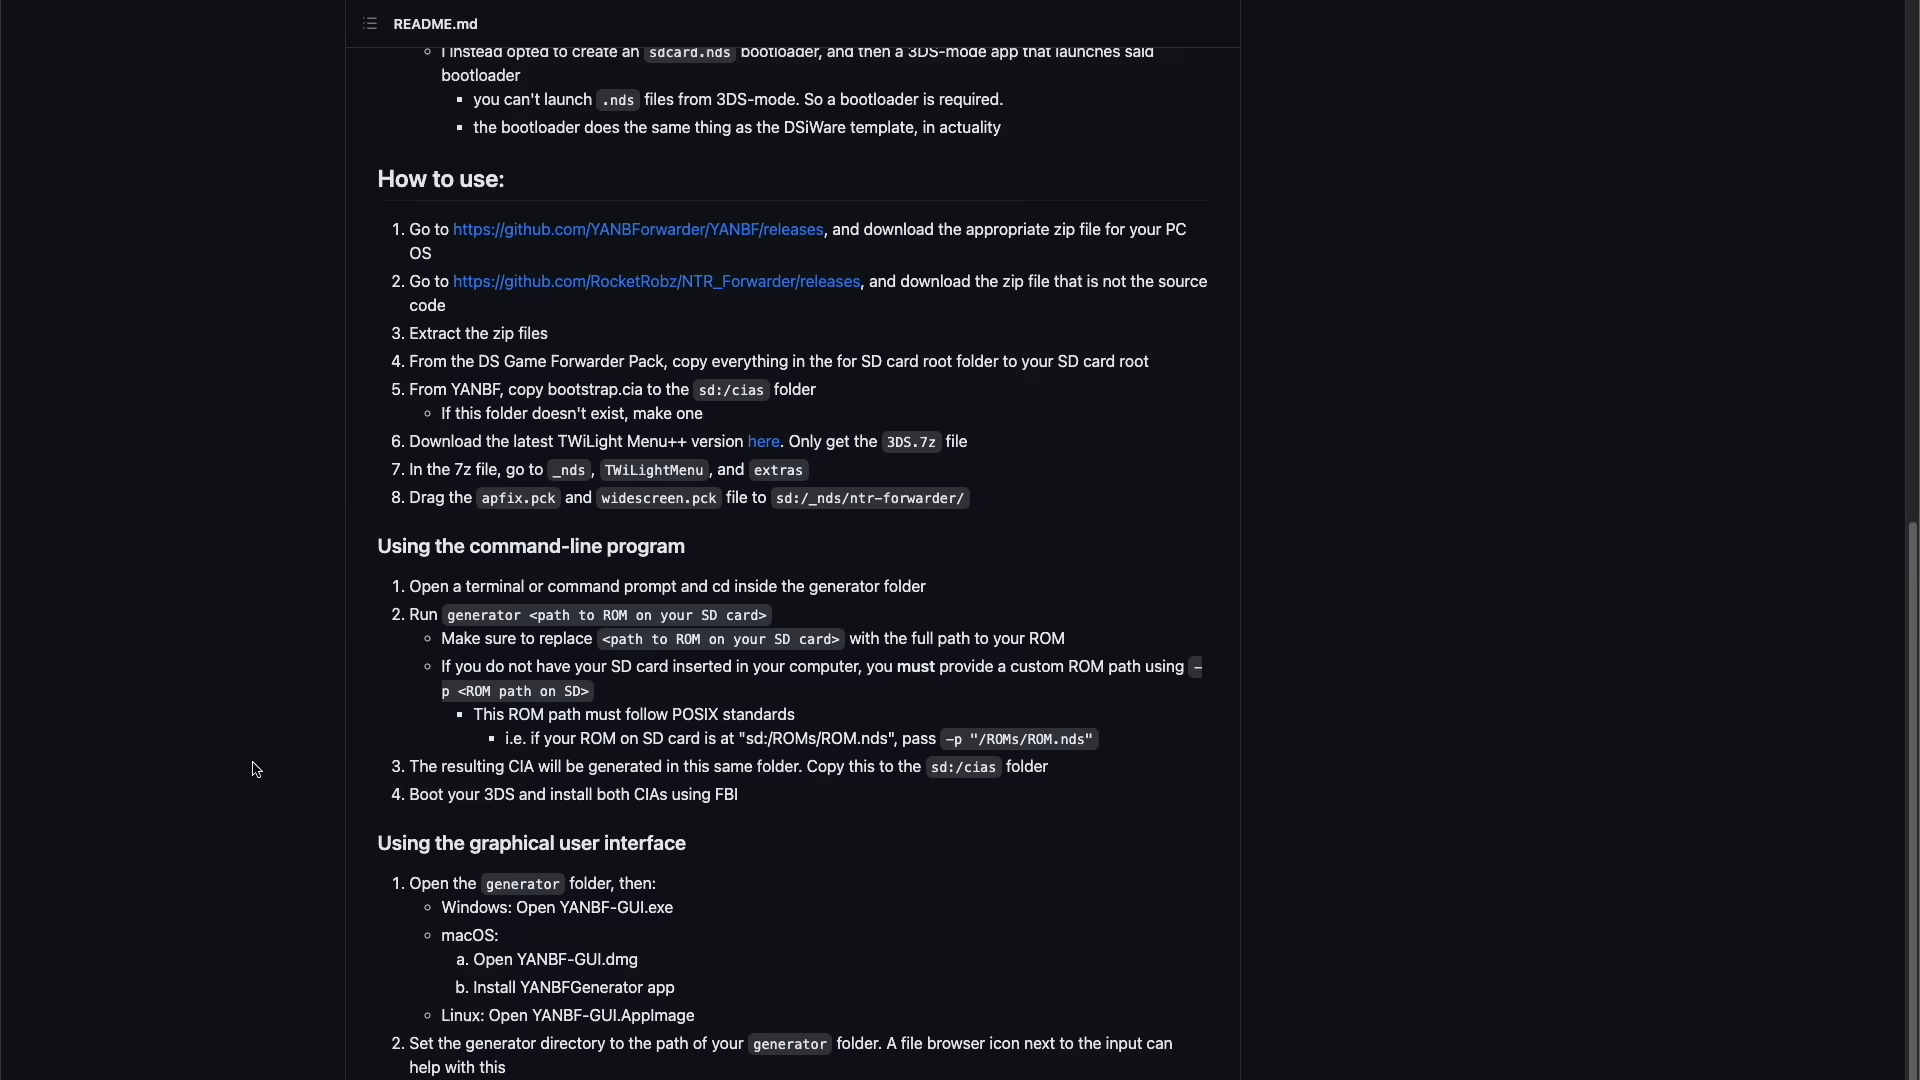 README.md
I instead opted to create an sdcard.nds bootloader, and then a 3DS-mode app that launches said
bootloader
you can't launch .nds files from 3DS-mode. So a bootloader is required.
the bootloader does the same thing as the DSiWare template, in actuality
How to use:
1. Go to https://github.com/YANBForwarder/YANBF/releases, and download the appropriate zip file for your PC
OS
2. Go to https://github.com/RocketRobz/NTR_Forwarder/releases, and download the zip file that is not the source
code
3. Extract the zip files
4. From the DS Game Forwarder Pack, copy everything in the for SD card root folder to your SD card root
5. From YANBF, copy bootstrap.cia to the sd:/cias folder
If this folder doesn't exist, make one
6. Download the latest TWiLight Menu++ version here. Only get the 3DS.7z file
7. In the 7z file, go to _nds, TWiLightMenu, and extras
8. Drag the apfix.pck and widescreen.pck file to sd:/_nds/ntr-forwarder/
Using the command-line program
1. Open a terminal or command prompt and cd inside the generator folder
2. Run generator <path to ROM on your SD card>
Make sure to replace <path to ROM on your SD card> with the full path to your ROM
If you do not have your SD card inserted in your computer, you must provide a custom ROM path using -
p <ROM path on SD>
This ROM path must follow POSIX standards
i.e. if your ROM on SD card is at "sd:/ROMs/ROM.nds", pass -p "/ROMs/ROM.nds"
3. The resulting CIA will be generated in this same folder. Copy this to the sd:/cias folder
4. Boot your 3DS and install both CIAs using FBI
Using the graphical user interface
1. Open the generator folder, then:
Windows: Open YANBF-GUI.exe
macOS:
a. Open YANBF-GUI.dmg
b. Install YANBFGenerator app
Linux: Open YANBF-GUI.AppImage
2. Set the generator directory to the path of your generator folder. A file browser icon next to the input can
help with this